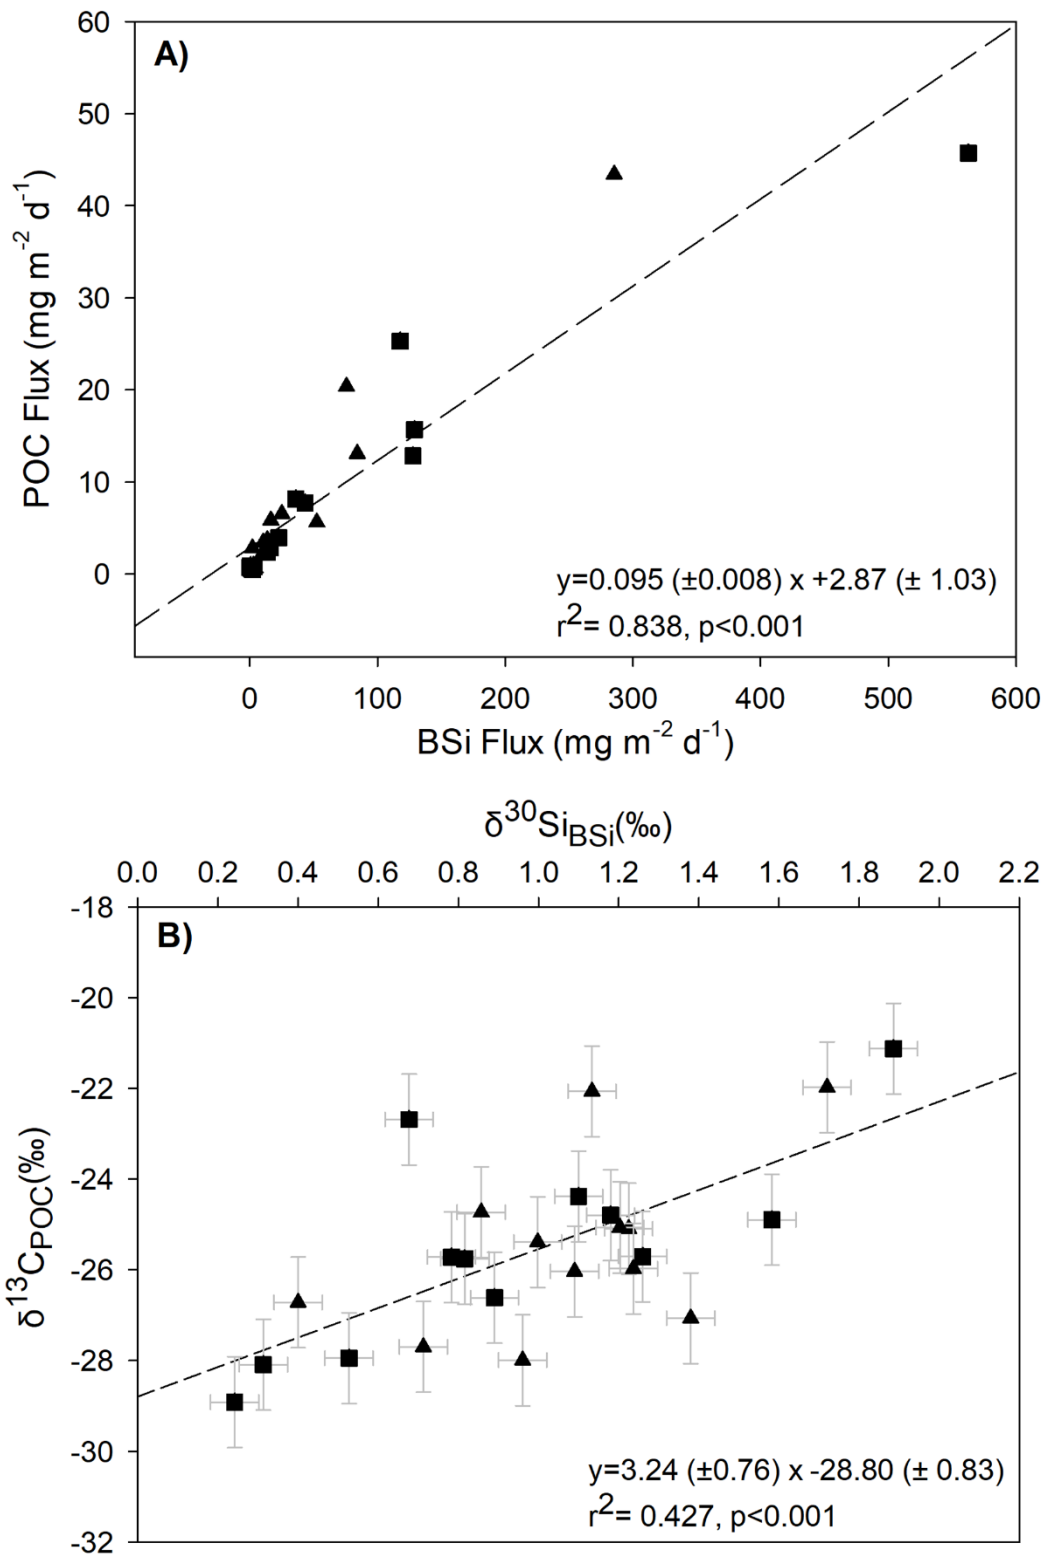 60
A)
50
40
30
20
10
0
POC Flux (mg m⁻² d⁻¹)
y=0.095 (±0.008) x +2.87 (± 1.03)
r²= 0.838, p<0.001
0 100 200 300 400 500 600
BSi Flux (mg m⁻² d⁻¹)
δ³⁰Si_BSi(‰)
0.0 0.2 0.4 0.6 0.8 1.0 1.2 1.4 1.6 1.8 2.0 2.2
-18
B)
-20
-22
-24
-26
-28
-30
-32
δ¹³C_POC(‰)
y=3.24 (±0.76) x -28.80 (± 0.83)
r²= 0.427, p<0.001